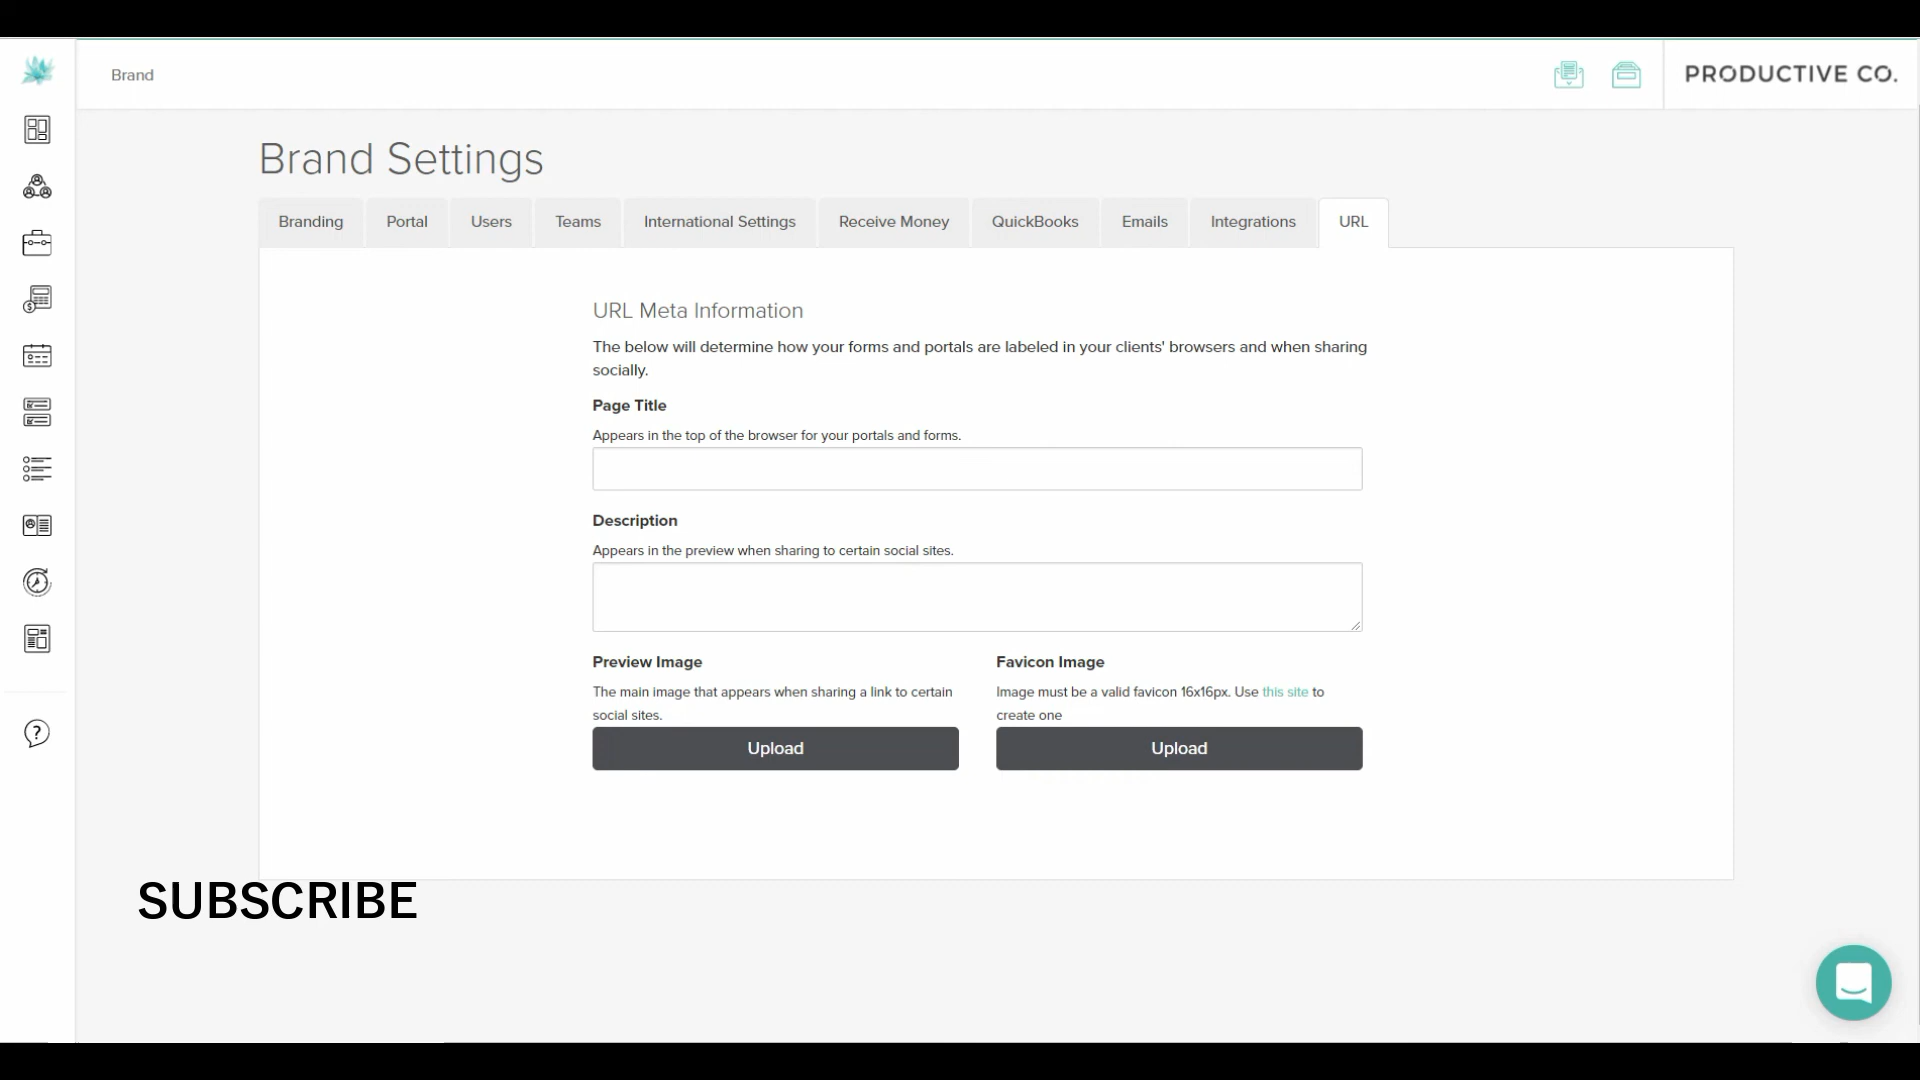 Brand
PRODUCTIVE CO.
Brand Settings
Branding
Portal
Users
Teams
International Settings
Receive Money
QuickBooks
Emails
Integrations
URL
URL Meta Information
The below will determine how your forms and portals are labeled in your clients' browsers and when sharing
socially.
Page Title
Appears in the top of the browser for your portals and forms.
Description
Appears in the preview when sharing to certain social sites.
Preview Image
The main image that appears when sharing a link to certain
social sites.
Upload
Favicon Image
Image must be a valid favicon 16x16px. Use this site to
create one
Upload
SUBSCRIBE